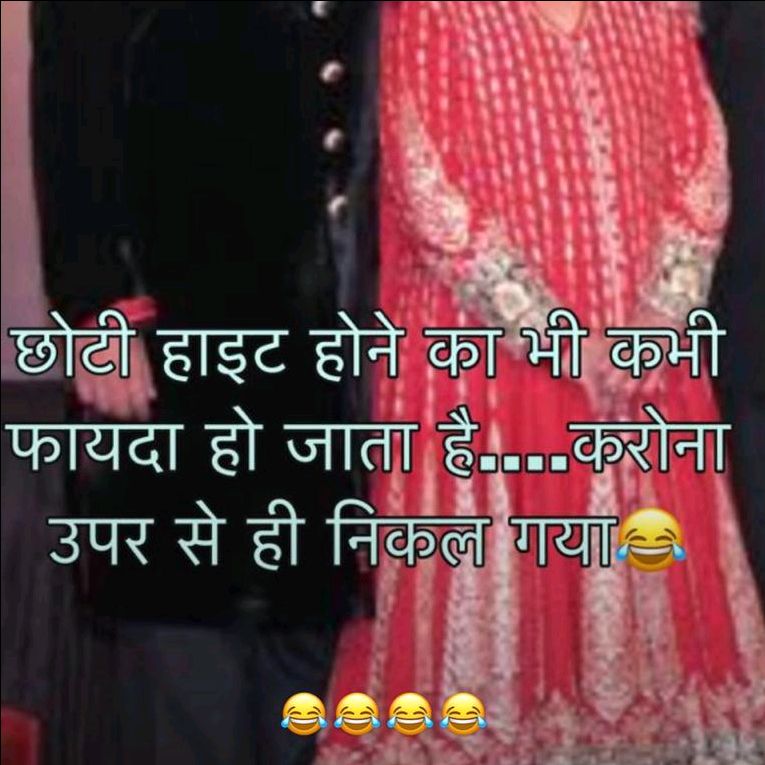 छोटी हाइट होने का भी कभी
फायदा हो जाता है....करोना
उपर से ही निकल गया😂
😂😂😂😂